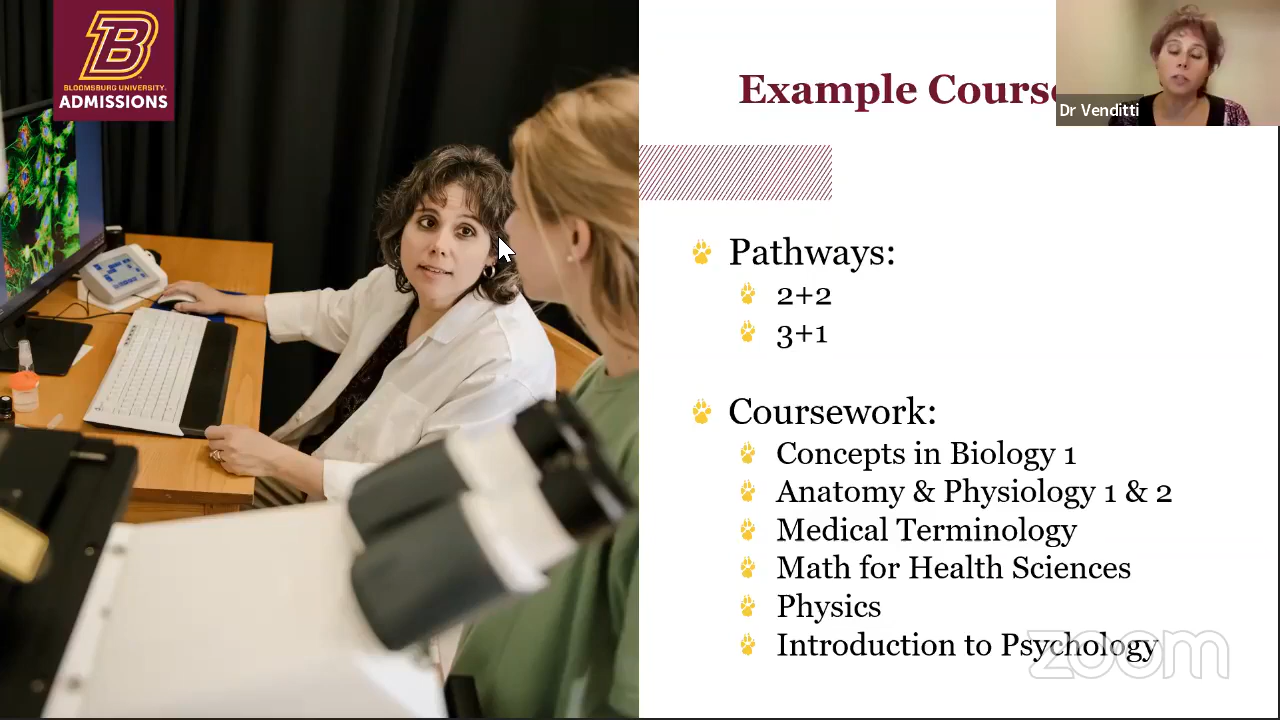 BLOOMSBURG UNIVERSITY.
ADMISSIONS
Example Course
Dr Venditti
Pathways:
2+2
3+1
Coursework:
Concepts in Biology 1
Anatomy & Physiology 1 & 2
Medical Terminology
Math for Health Sciences
Physics
Introduction to Psychology
zoom